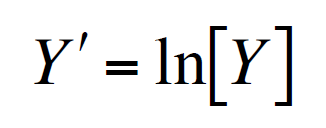 Y′ = ln[Y]